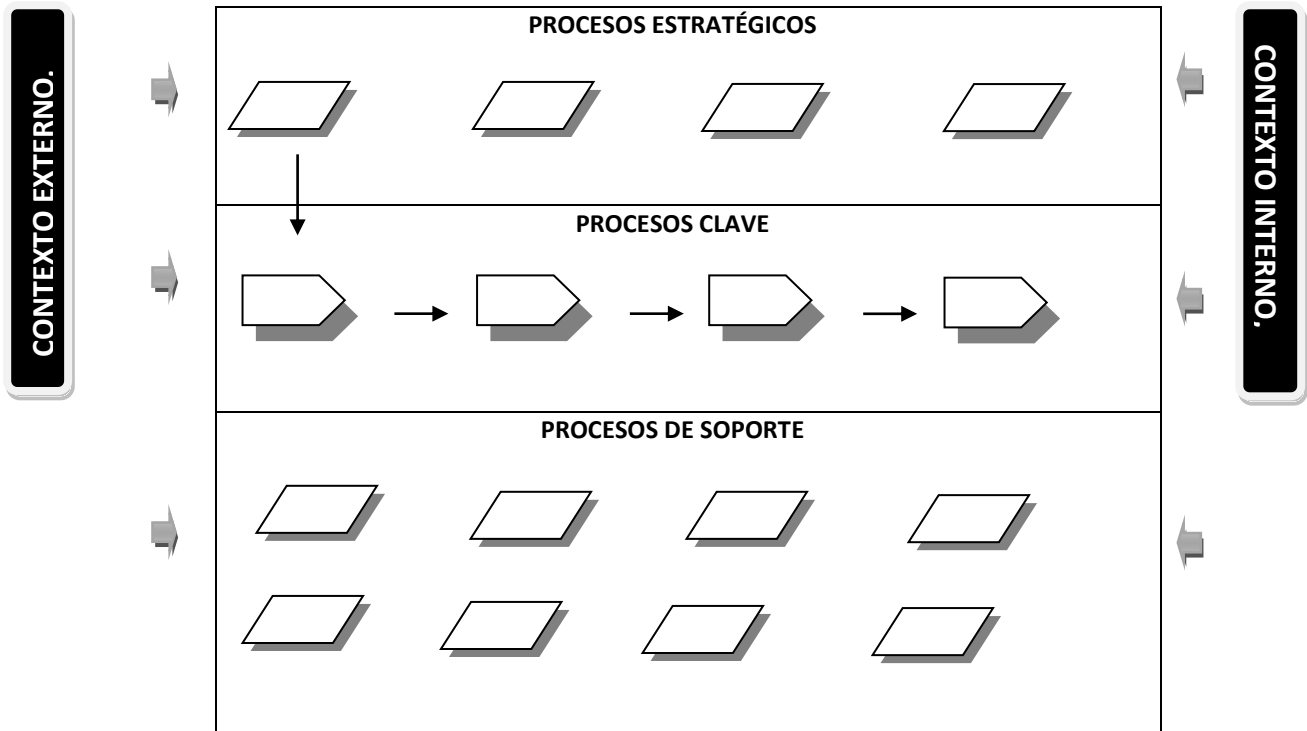 CONTEXTO EXTERNO.
PROCESOS ESTRATÉGICOS
PROCESOS CLAVE
PROCESOS DE SOPORTE
CONTEXTO INTERNO,